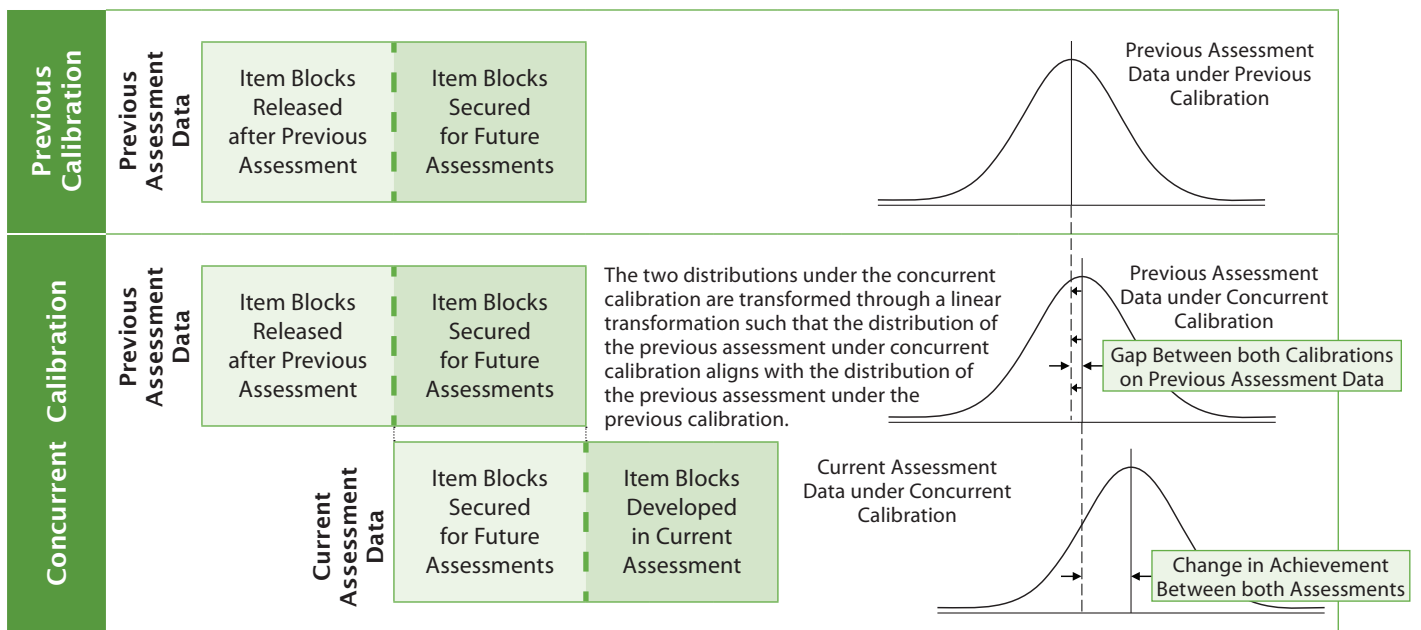 Previous
Calibration
Previous
Assessment
Data
Item Blocks
Released
after Previous
Assessment
Item Blocks
Secured
for Future
Assessments
Previous Assessment
Data under Previous
Calibration
Concurrent Calibration
Previous
Assessment
Data
Item Blocks
Released
after Previous
Assessment
Item Blocks
Secured
for Future
Assessments
The two distributions under the concurrent
calibration are transformed through a linear
transformation such that the distribution of
the previous assessment under concurrent
calibration aligns with the distribution of
the previous assessment under the
previous calibration.
Previous Assessment
Data under Concurrent
Calibration
Gap Between both Calibrations
on Previous Assessment Data
Current
Assessment
Data
Item Blocks
Secured
for Future
Assessments
Item Blocks
Developed
in Current
Assessment
Current Assessment
Data under Concurrent
Calibration
Change in Achievement
Between both Assessments